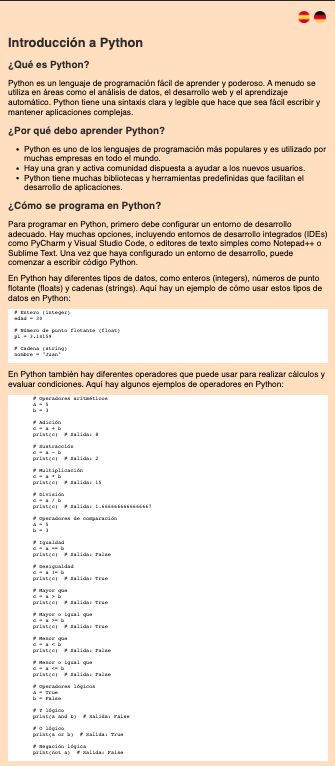 Introducción a Python
¿Qué es Python?
Python es un lenguaje de programación fácil de aprender y poderoso. A menudo se
utiliza en áreas como el análisis de datos, el desarrollo web y el aprendizaje
automático. Python tiene una sintaxis clara y legible que hace que sea fácil escribir y
mantener aplicaciones complejas.
¿Por qué debo aprender Python?
• Python es uno de los lenguajes de programación más populares y es utilizado por
muchas empresas en todo el mundo.
• Hay una gran y activa comunidad dispuesta a ayudar a los nuevos usuarios.
• Python tiene muchas bibliotecas y herramientas predefinidas que facilitan el
desarrollo de aplicaciones.
¿Cómo se programa en Python?
Para programar en Python, primero debe configurar un entorno de desarrollo
adecuado. Hay muchas opciones, incluyendo entornos de desarrollo integrados (IDEs)
como PyCharm y Visual Studio Code, o editores de texto simples como Notepad++ o
Sublime Text. Una vez que haya configurado un entorno de desarrollo, puede
comenzar a escribir código Python.
En Python hay diferentes tipos de datos, como enteros (integers), números de punto
flotante (floats) y cadenas (strings). Aquí hay un ejemplo de cómo usar estos tipos de
datos en Python:
# Entero (integer)
edad = 30
# Número de punto flotante (float)
pi = 3.14159
# Cadena (string)
nombre = "Juan"
En Python también hay diferentes operadores que puede usar para realizar cálculos y
evaluar condiciones. Aquí hay algunos ejemplos de operadores en Python:
# Operadores aritméticos
a = 5
b = 3
# Adición
c = a + b
print(c) # Salida: 8
# Sustracción
c = a - b
print(c) # Salida: 2
# Multiplicación
c = a * b
print(c) # Salida: 15
# División
c = a / b
print(c) # Salida: 1.6666666666666667
# Operadores de comparación
a = 5
b = 3
# Igualdad
c = a == b
print(c) # Salida: False
# Desigualdad
c = a != b
print(c) # Salida: True
# Mayor que
c = a > b
print(c) # Salida: True
# Mayor o igual que
c = a >= b
print(c) # Salida: True
# Menor que
c = a < b
print(c) # Salida: False
# Menor o igual que
c = a <= b
print(c) # Salida: False
# Operadores lógicos
a = True
b = False
# Y lógico
print(a and b) # Salida: False
# O lógico
print(a or b) # Salida: True
# Negación lógica
print(not a) # Salida: False